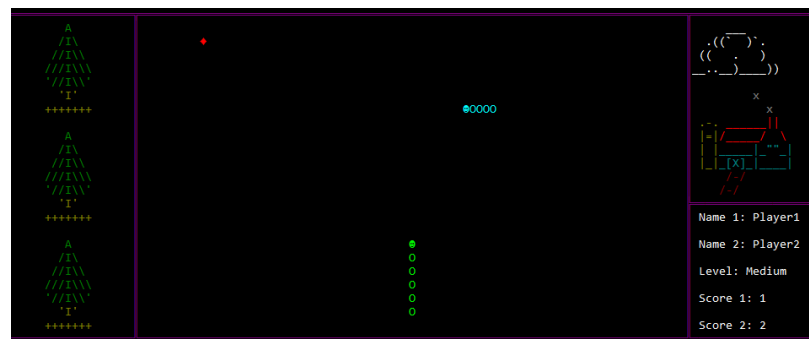 Name 1: Player1
Name 2: Player2
Level: Medium
Score 1: 1
Score 2: 2